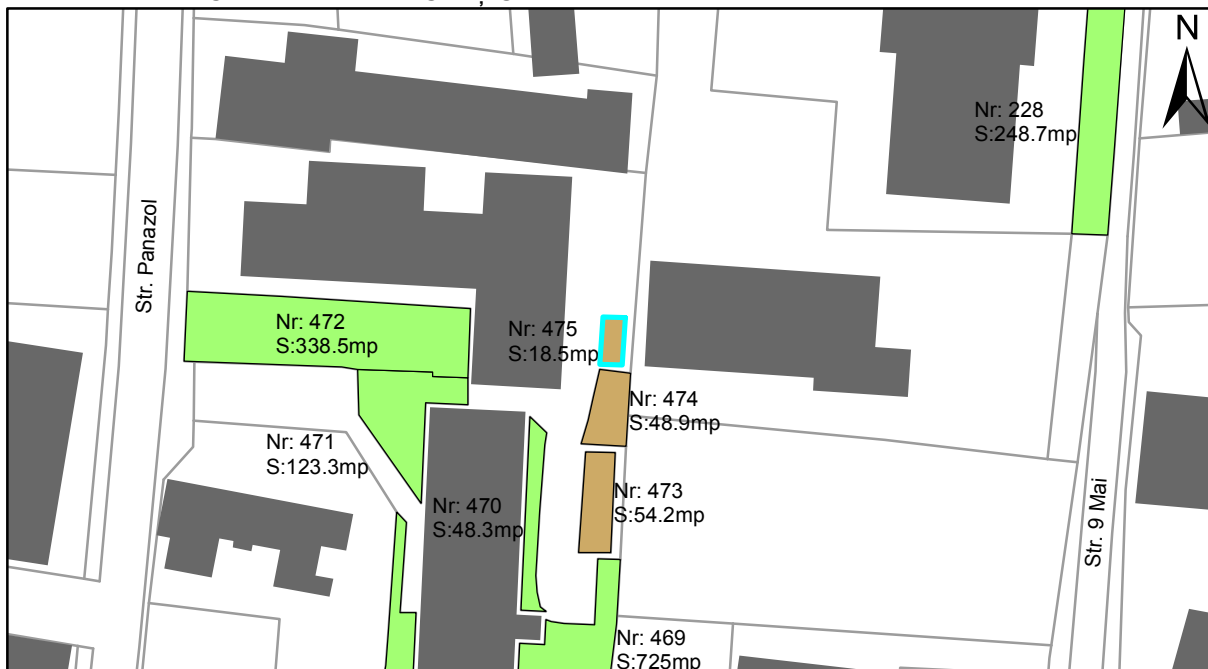 N
Nr: 228
S:248.7mp
Str. Panazol
Nr: 472
S:338.5mp
Nr: 475
S:18.5mp
Nr: 474
S:48.9mp
Nr: 471
S:123.3mp
Nr: 470
S:48.3mp
Nr: 473
S:54.2mp
Str. 9 Mai
Nr: 469
S:725mp